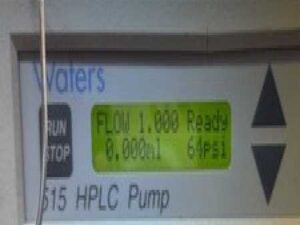 Waters
RUN
STOP
FLOW 1.000 Ready
0.000ml 64psi
515 HPLC Pump